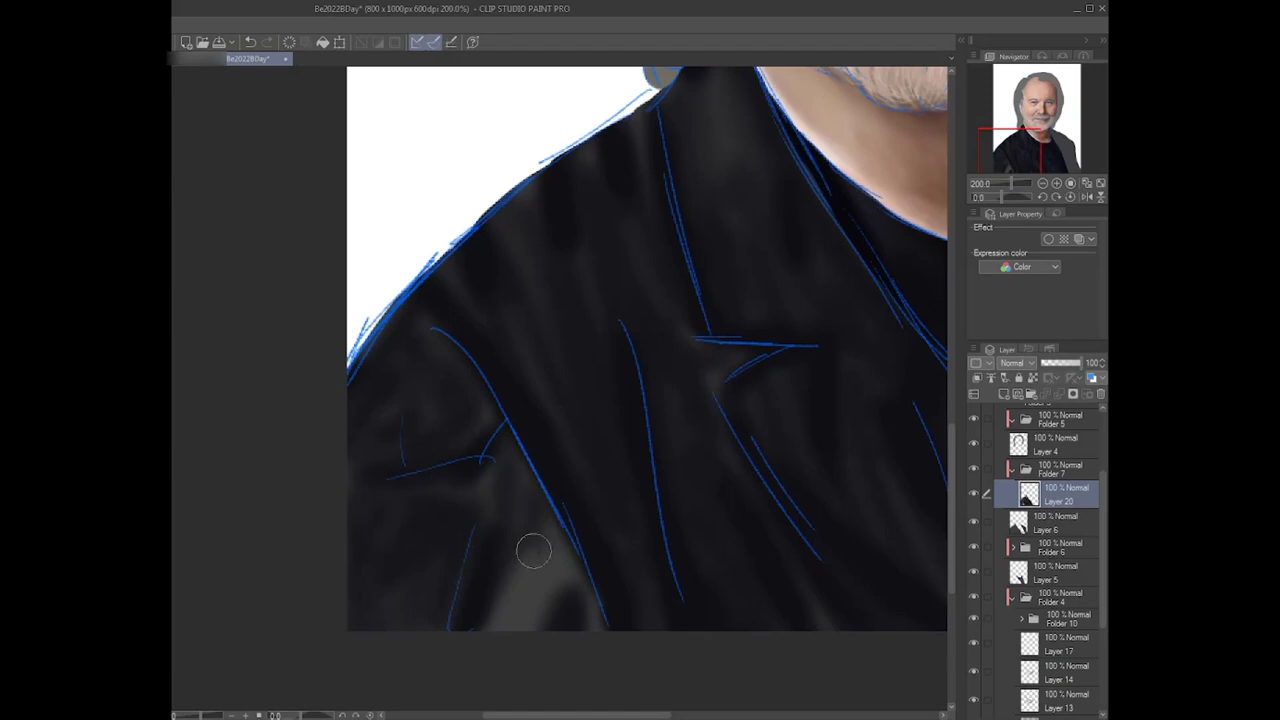 Be2022BDay* (800 x 1000px 600dpi 200.0%) - CLIP STUDIO PAINT PRO
Be2022BDay*
Navigator
200.0
0.0
Layer Property
Effect
Expression color
Color
Layer
Normal 100
100 % Normal
Folder 5
100 % Normal
Layer 4
100 % Normal
Folder 7
100 % Normal
Layer 20
100 % Normal
Layer 6
100 % Normal
Folder 6
100 % Normal
Layer 5
100 % Normal
Folder 4
100 % Normal
Folder 10
100 % Normal
Layer 17
100 % Normal
Layer 14
100 % Normal
Layer 13
0.0